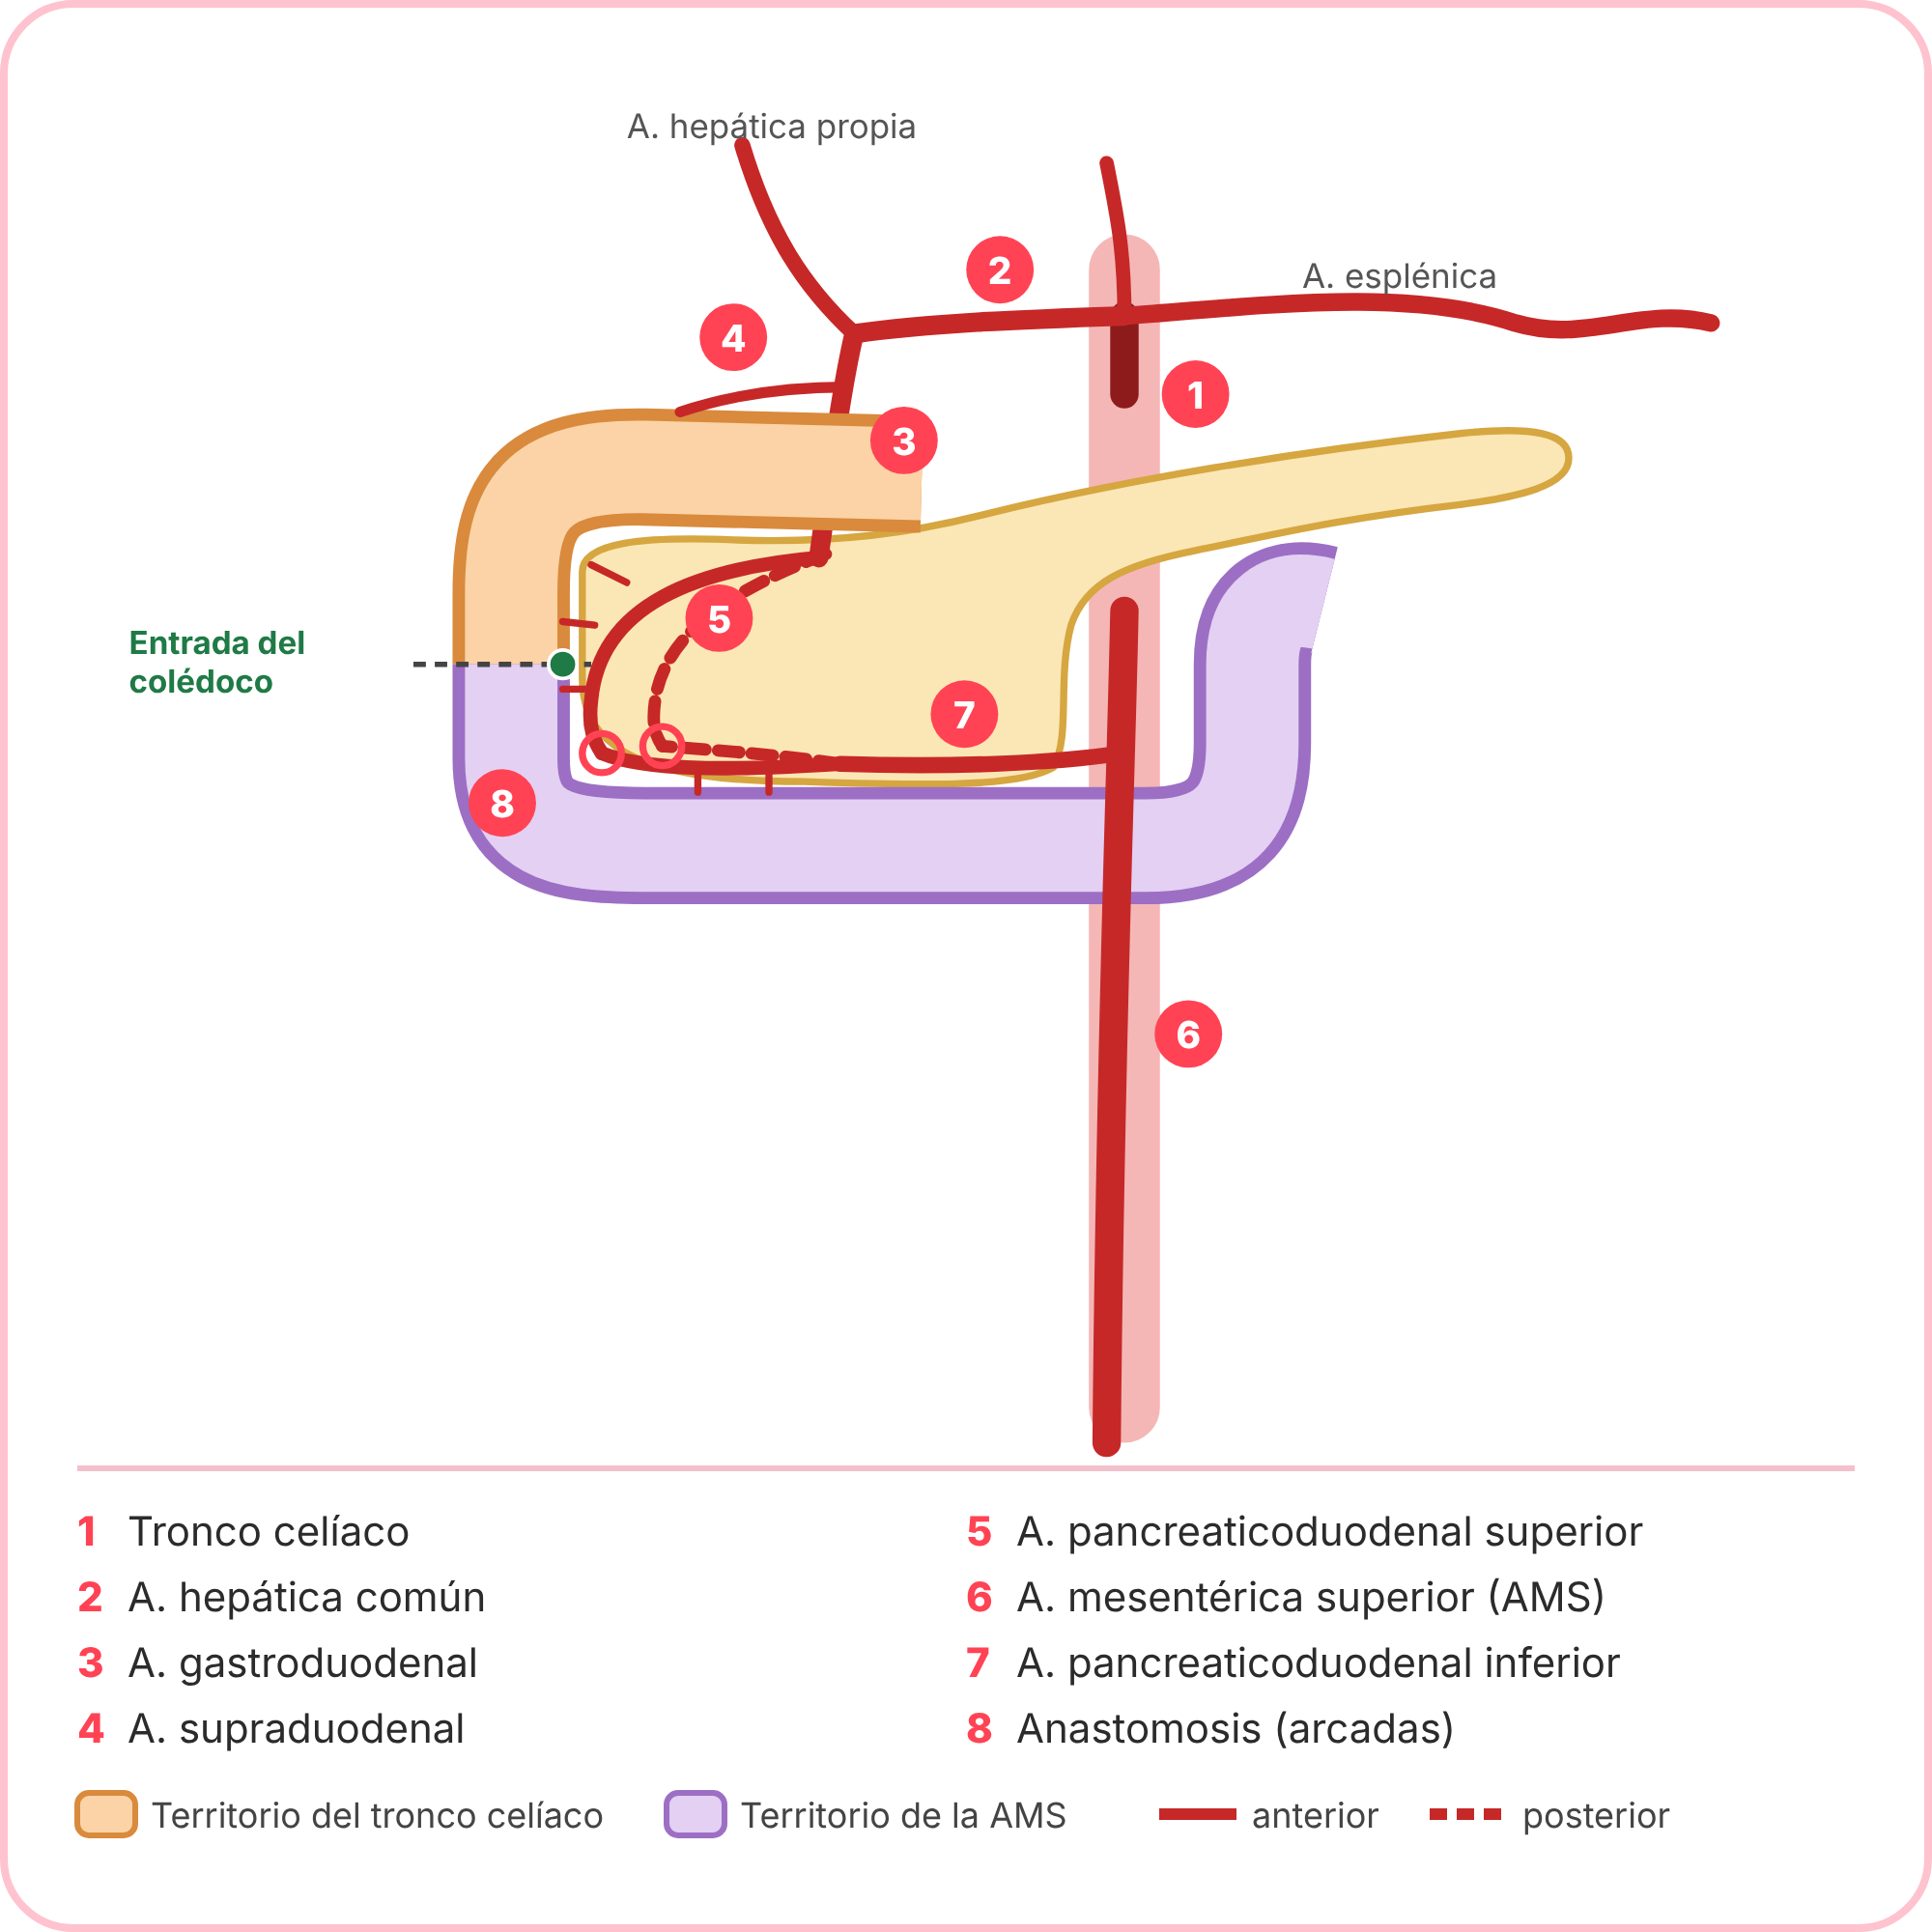 A. hepática propia
2
A. esplénica
4
1
3
5
Entrada del
colédoco
7
8
6
1 Tronco celíaco
2 A. hepática común
3 A. gastroduodenal
4 A. supraduodenal
5 A. pancreaticoduodenal superior
6 A. mesentérica superior (AMS)
7 A. pancreaticoduodenal inferior
8 Anastomosis (arcadas)
Territorio del tronco celíaco
Territorio de la AMS
anterior
posterior